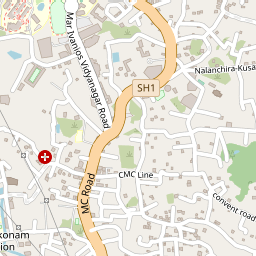 Mar Ivanios Vidyanagar Road
SH1
Nalanchira-Kusa
CMC Line
MC Road
convent road
konam
ion